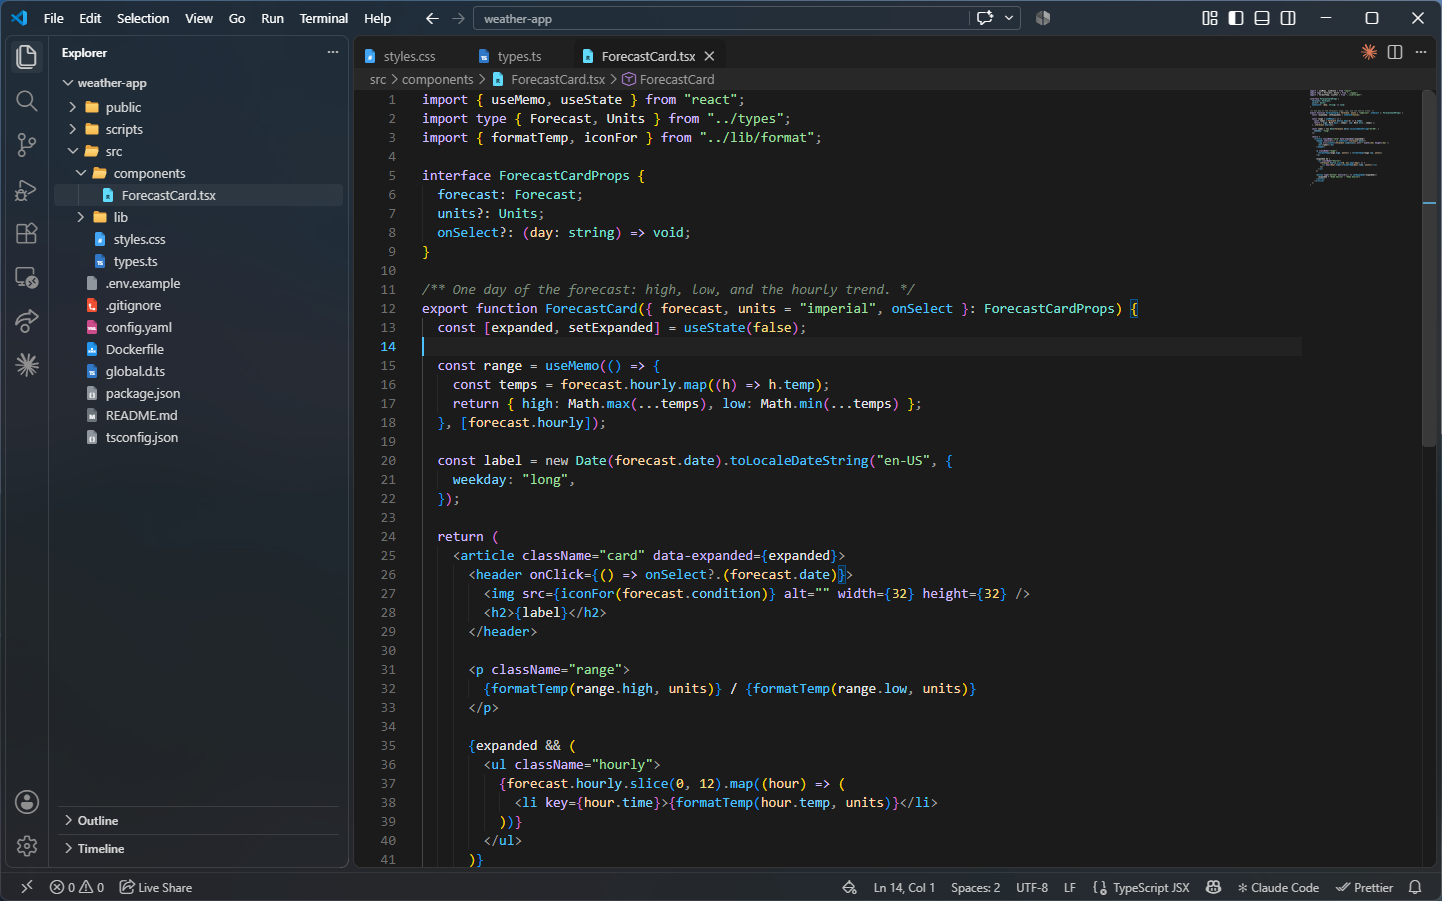 File Edit Selection View Go Run Terminal Help
weather-app
Explorer
weather-app
public
scripts
src
components
ForecastCard.tsx
lib
styles.css
types.ts
.env.example
.gitignore
config.yaml
Dockerfile
global.d.ts
package.json
README.md
tsconfig.json
Outline
Timeline
styles.css types.ts ForecastCard.tsx
src > components > ForecastCard.tsx > ForecastCard
1 import { useMemo, useState } from "react";
2 import type { Forecast, Units } from "../types";
3 import { formatTemp, iconFor } from "../lib/format";
4
5 interface ForecastCardProps {
6 forecast: Forecast;
7 units?: Units;
8 onSelect?: (day: string) => void;
9 }
10
11 /** One day of the forecast: high, low, and the hourly trend. */
12 export function ForecastCard({ forecast, units = "imperial", onSelect }: ForecastCardProps) {
13 const [expanded, setExpanded] = useState(false);
14
15 const range = useMemo(() => {
16 const temps = forecast.hourly.map((h) => h.temp);
17 return { high: Math.max(...temps), low: Math.min(...temps) };
18 }, [forecast.hourly]);
19
20 const label = new Date(forecast.date).toLocaleDateString("en-US", {
21 weekday: "long",
22 });
23
24 return (
25 <article className="card" data-expanded={expanded}>
26 <header onClick={() => onSelect?.(forecast.date)}>
27 <img src={iconFor(forecast.condition)} alt="" width={32} height={32} />
28 <h2>{label}</h2>
29 </header>
30
31 <p className="range">
32 {formatTemp(range.high, units)} / {formatTemp(range.low, units)}
33 </p>
34
35 {expanded && (
36 <ul className="hourly">
37 {forecast.hourly.slice(0, 12).map((hour) => (
38 <li key={hour.time}>{formatTemp(hour.temp, units)}</li>
39 ))}
40 </ul>
41 )}
0 0 Live Share
Ln 14, Col 1 Spaces: 2 UTF-8 LF TypeScript JSX Claude Code Prettier